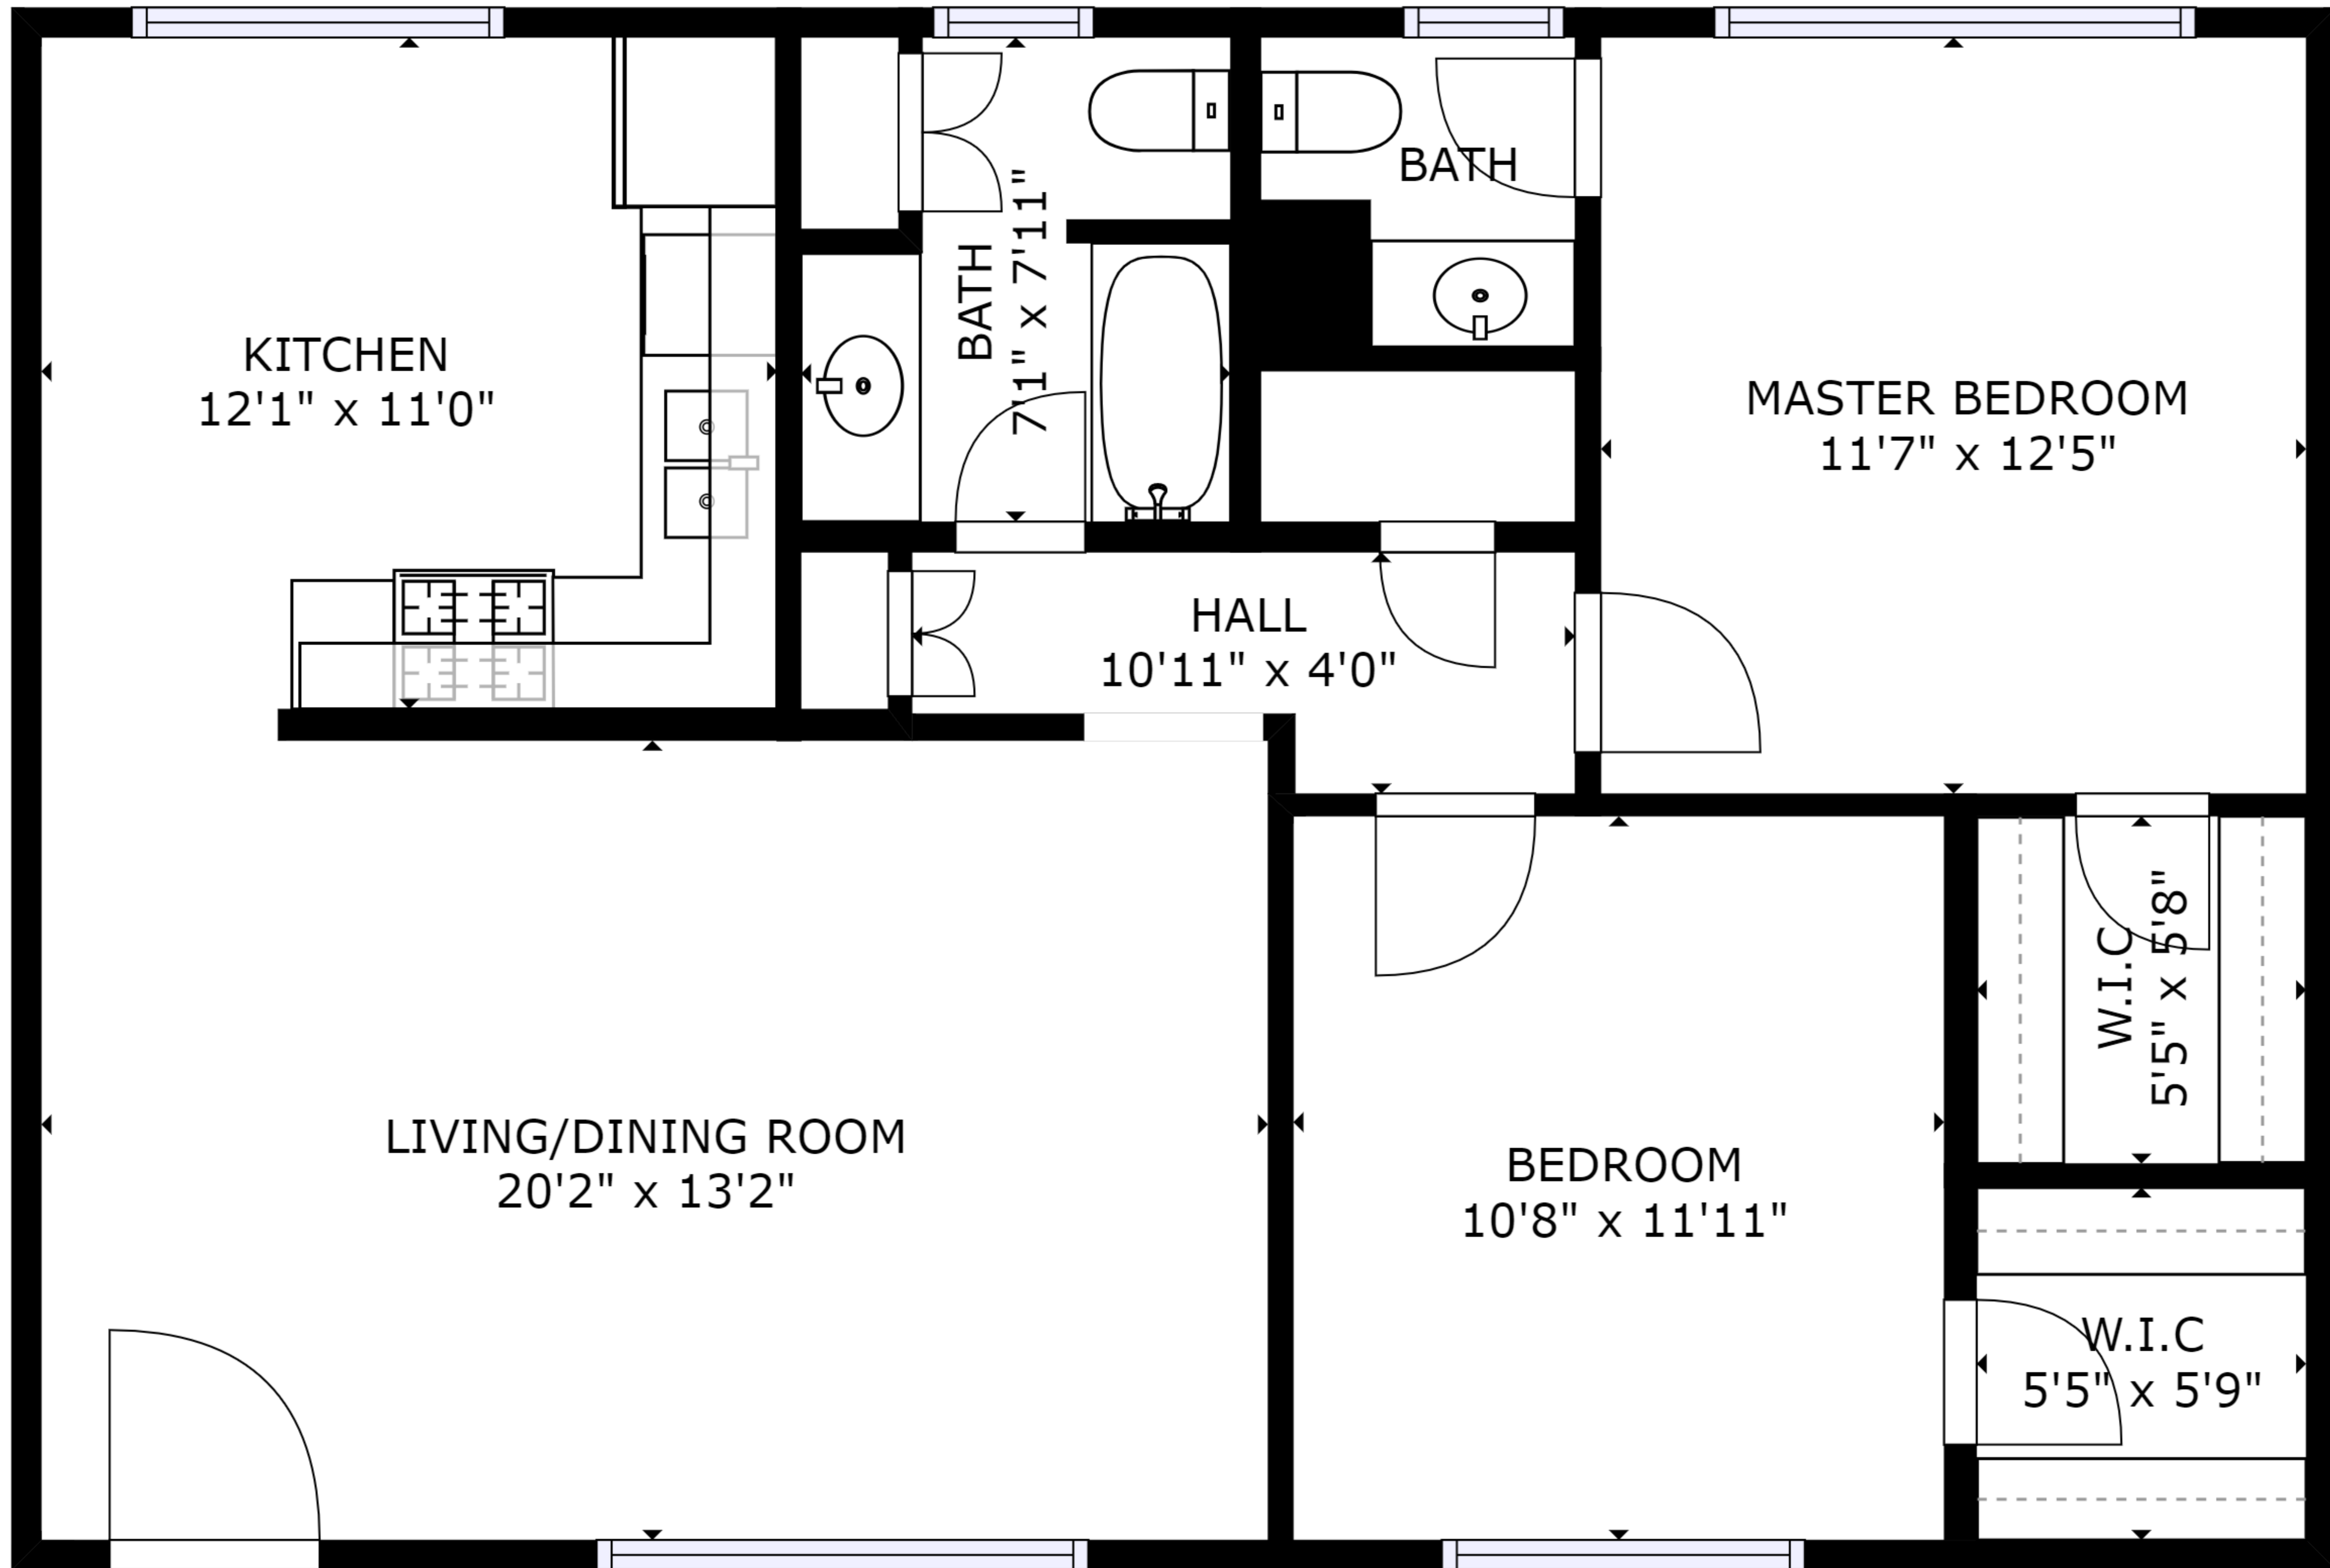 BATH
KITCHEN
12'1" x 11'0"
BATH
7'1" x 7'11"
MASTER BEDROOM
11'7" x 12'5"
HALL
10'11" x 4'0"
LIVING/DINING ROOM
20'2" x 13'2"
BEDROOM
10'8" x 11'11"
W.I.C
5'5" x 5'8"
W.I.C
5'5" x 5'9"